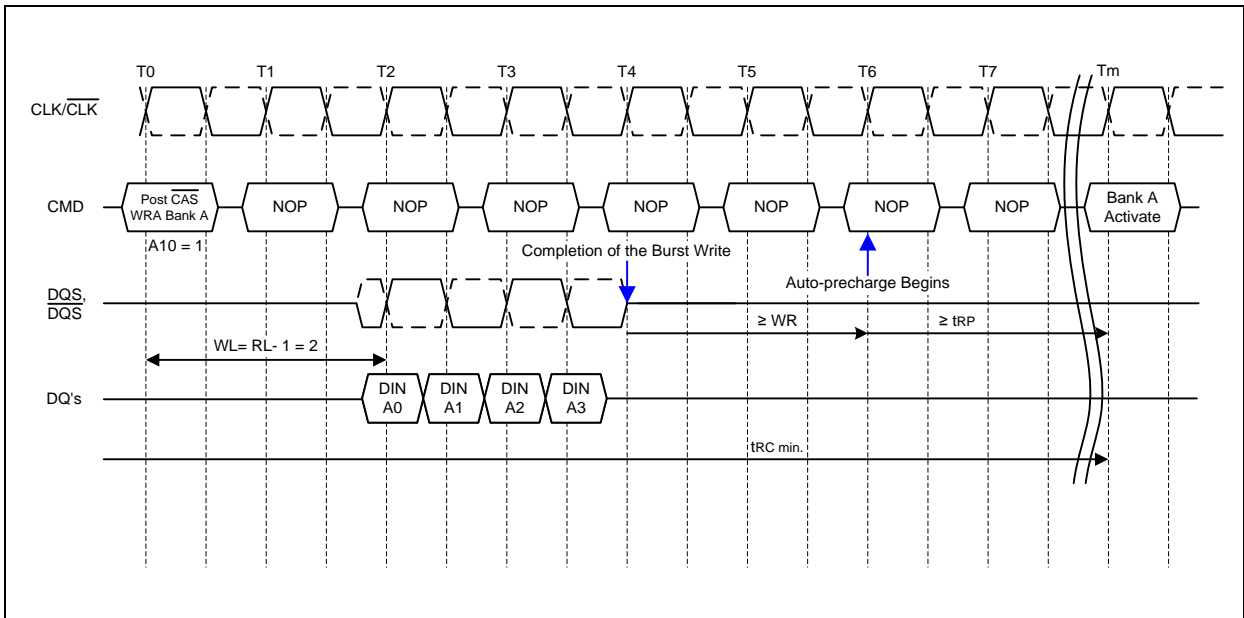 T0 T1 T2 T3 T4 T5 T6 T7 Tm
CLK/CLK
CMD
Post CAS
WRA Bank A
NOP NOP NOP NOP NOP NOP NOP
Bank A
Activate
A10 = 1
Completion of the Burst Write
Auto-precharge Begins
DQS,
DQS
≥ WR
≥ tRP
WL= RL- 1 = 2
DQ's
DIN
A0
DIN
A1
DIN
A2
DIN
A3
tRC min.